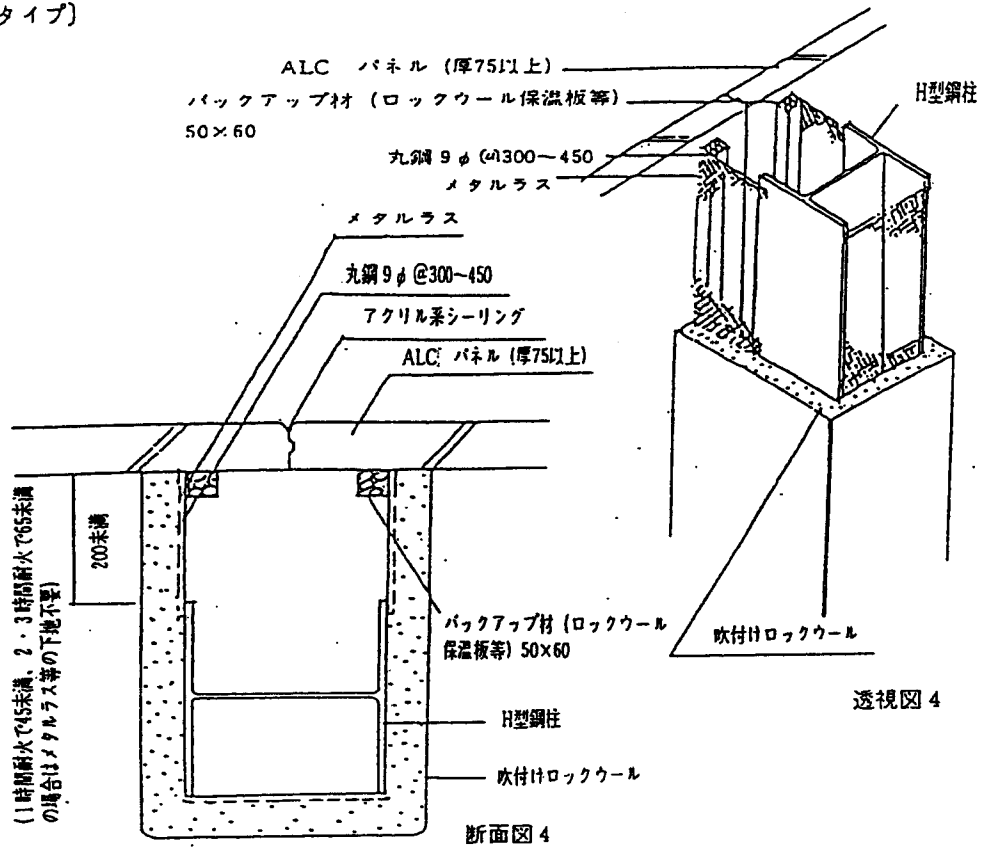 タイプ]
ALC パネル (厚75以上)
バックアップ材 (ロックウール保温板等)
50×60
丸鋼 9 φ @300~450
メタルラス
H型鋼柱
メタルラス
丸鋼 9 φ @300~450
アクリル系シーリング
ALC パネル (厚75以上)
200未満
(1時間耐火で45未満、2・3時間耐火で65未満
の場合はメタルラス等の下地不要)
バックアップ材 (ロックウール
保温板等) 50×60
H型鋼柱
吹付けロックウール
断面図 4
吹付けロックウール
透視図 4